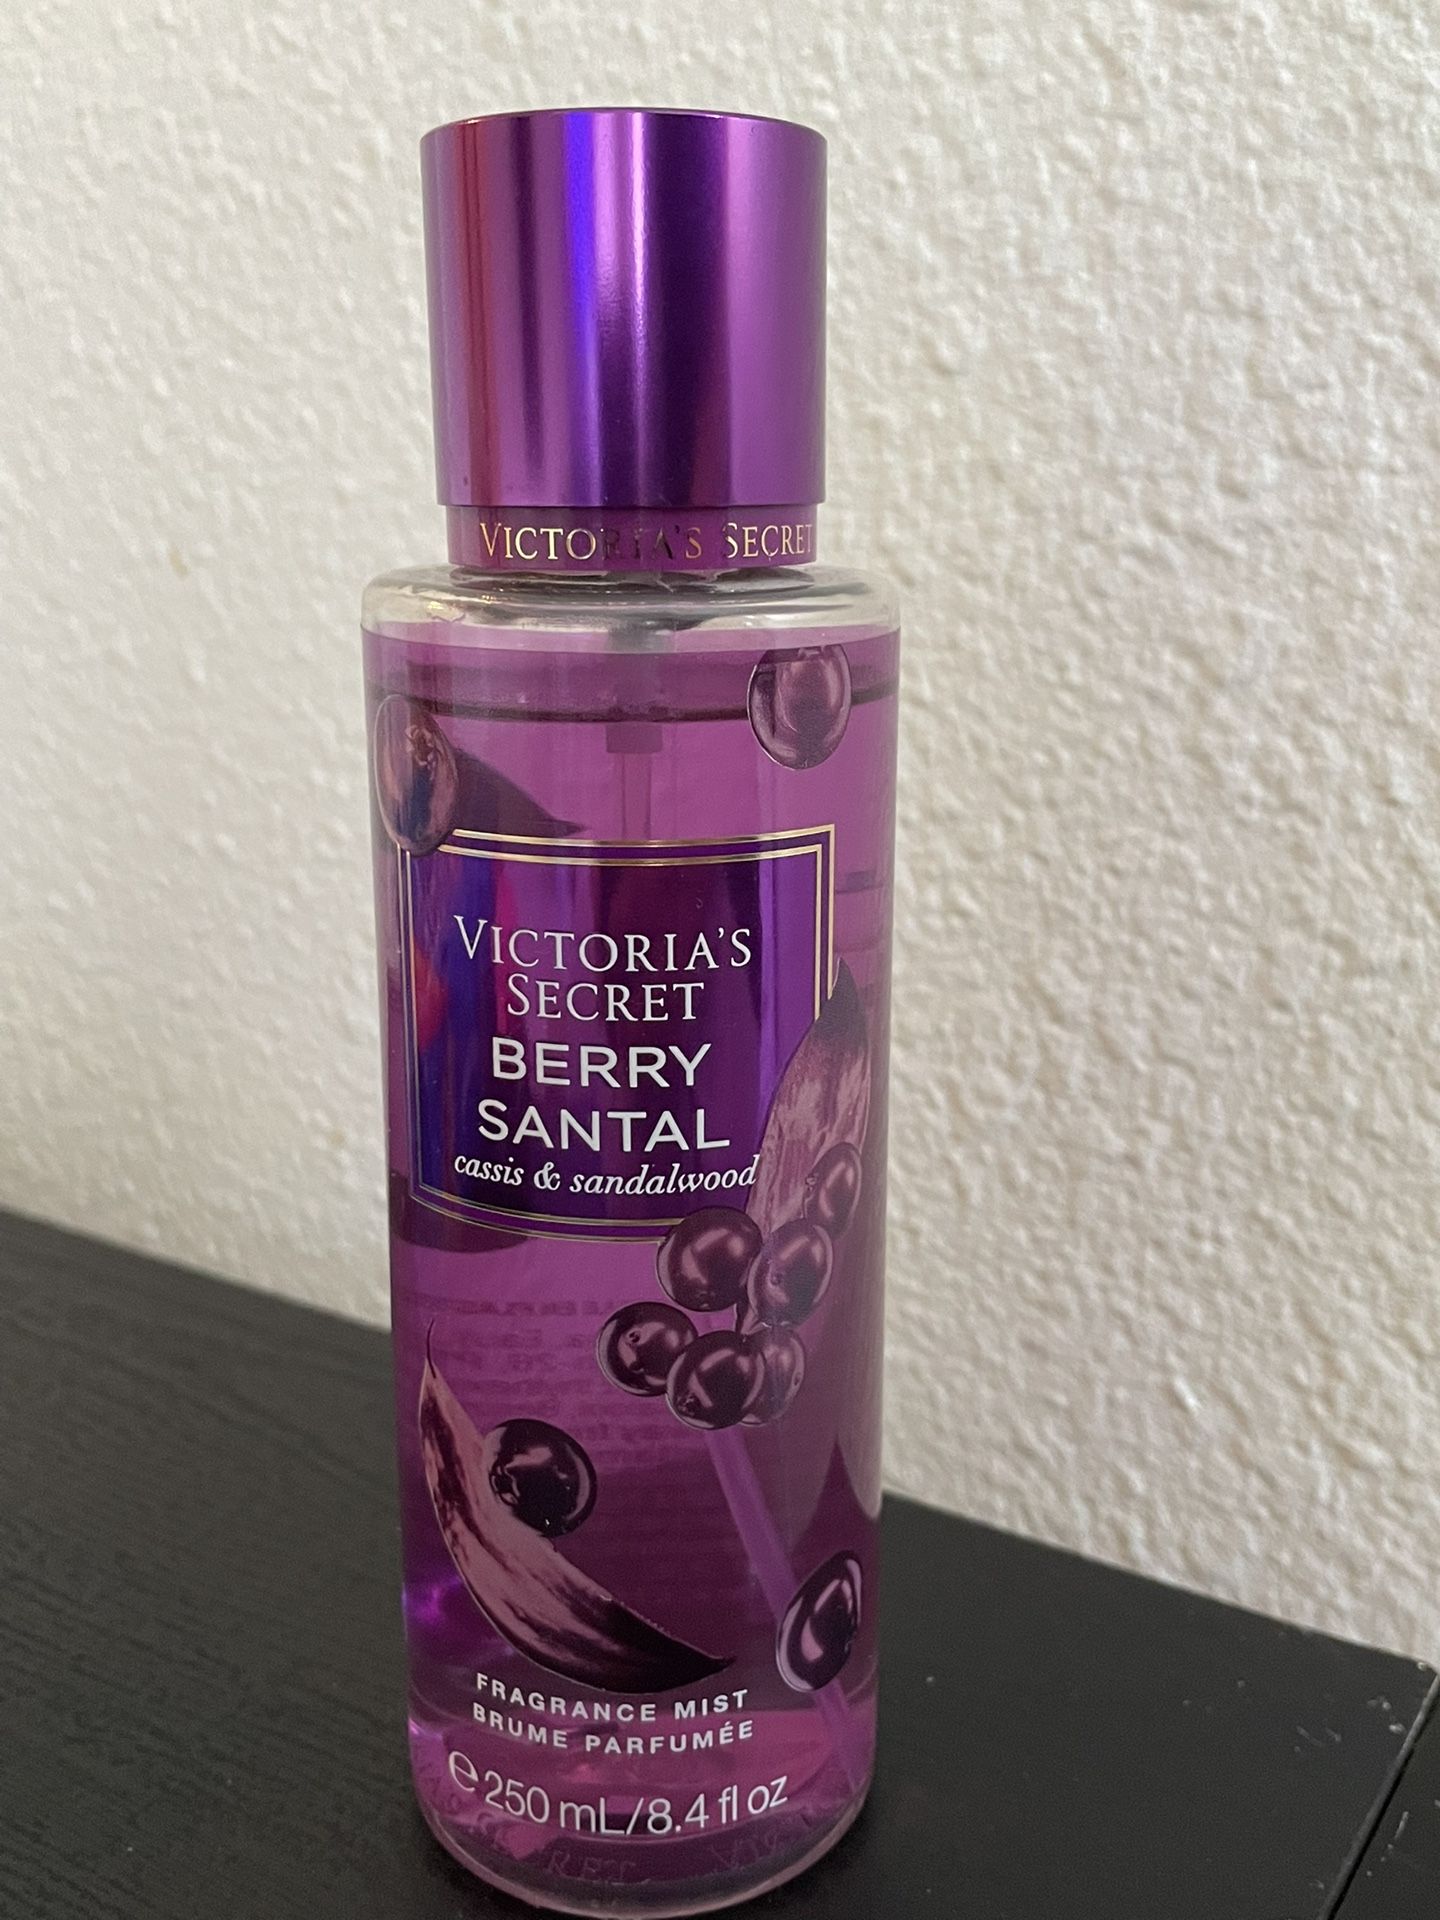 VICTORIA'S SECRET
VICTORIA'S
SECRET
BERRY
SANTAL
cassis & sandalwood
FRAGRANCE MIST
BRUME PARFUMÉE
℮ 250 mL/8.4 fl oz